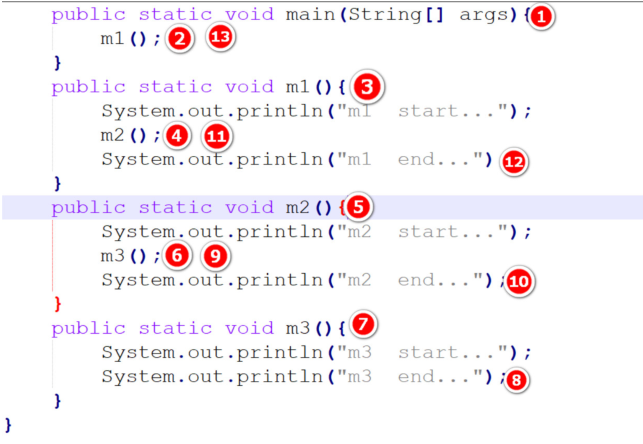 public static void main(String[] args){ 1
m1(); 2 13
}
public static void m1(){ 3
System.out.println("m1  start...");
m2(); 4 11
System.out.println("m1  end...") 12
}
public static void m2(){ 5
System.out.println("m2  start...");
m3(); 6 9
System.out.println("m2  end..."); 10
}
public static void m3(){ 7
System.out.println("m3  start...");
System.out.println("m3  end..."); 8
}
}